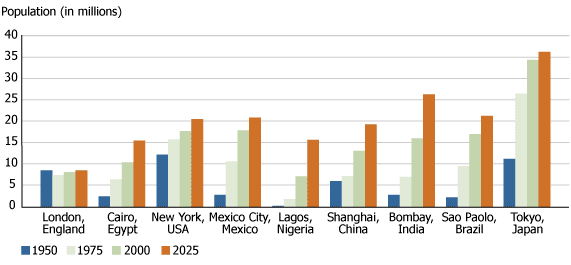 Population (in millions)
40
35
30
25
20
15
10
5
0
London, England
Cairo, Egypt
New York, USA
Mexico City, Mexico
Lagos, Nigeria
Shanghai, China
Bombay, India
Sao Paolo, Brazil
Tokyo, Japan
1950 1975 2000 2025